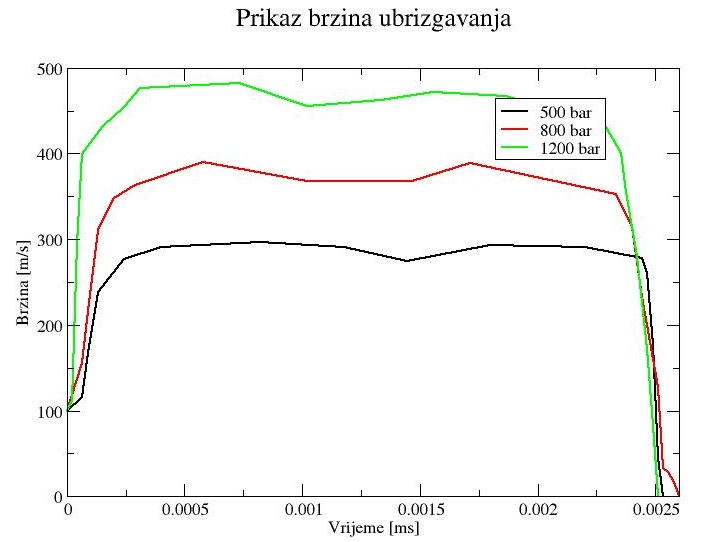 Prikaz brzina ubrizgavanja
500
400
300
200
100
0
Brzina [m/s]
500 bar
800 bar
1200 bar
0 0.0005 0.001 0.0015 0.002 0.0025
Vrijeme [ms]